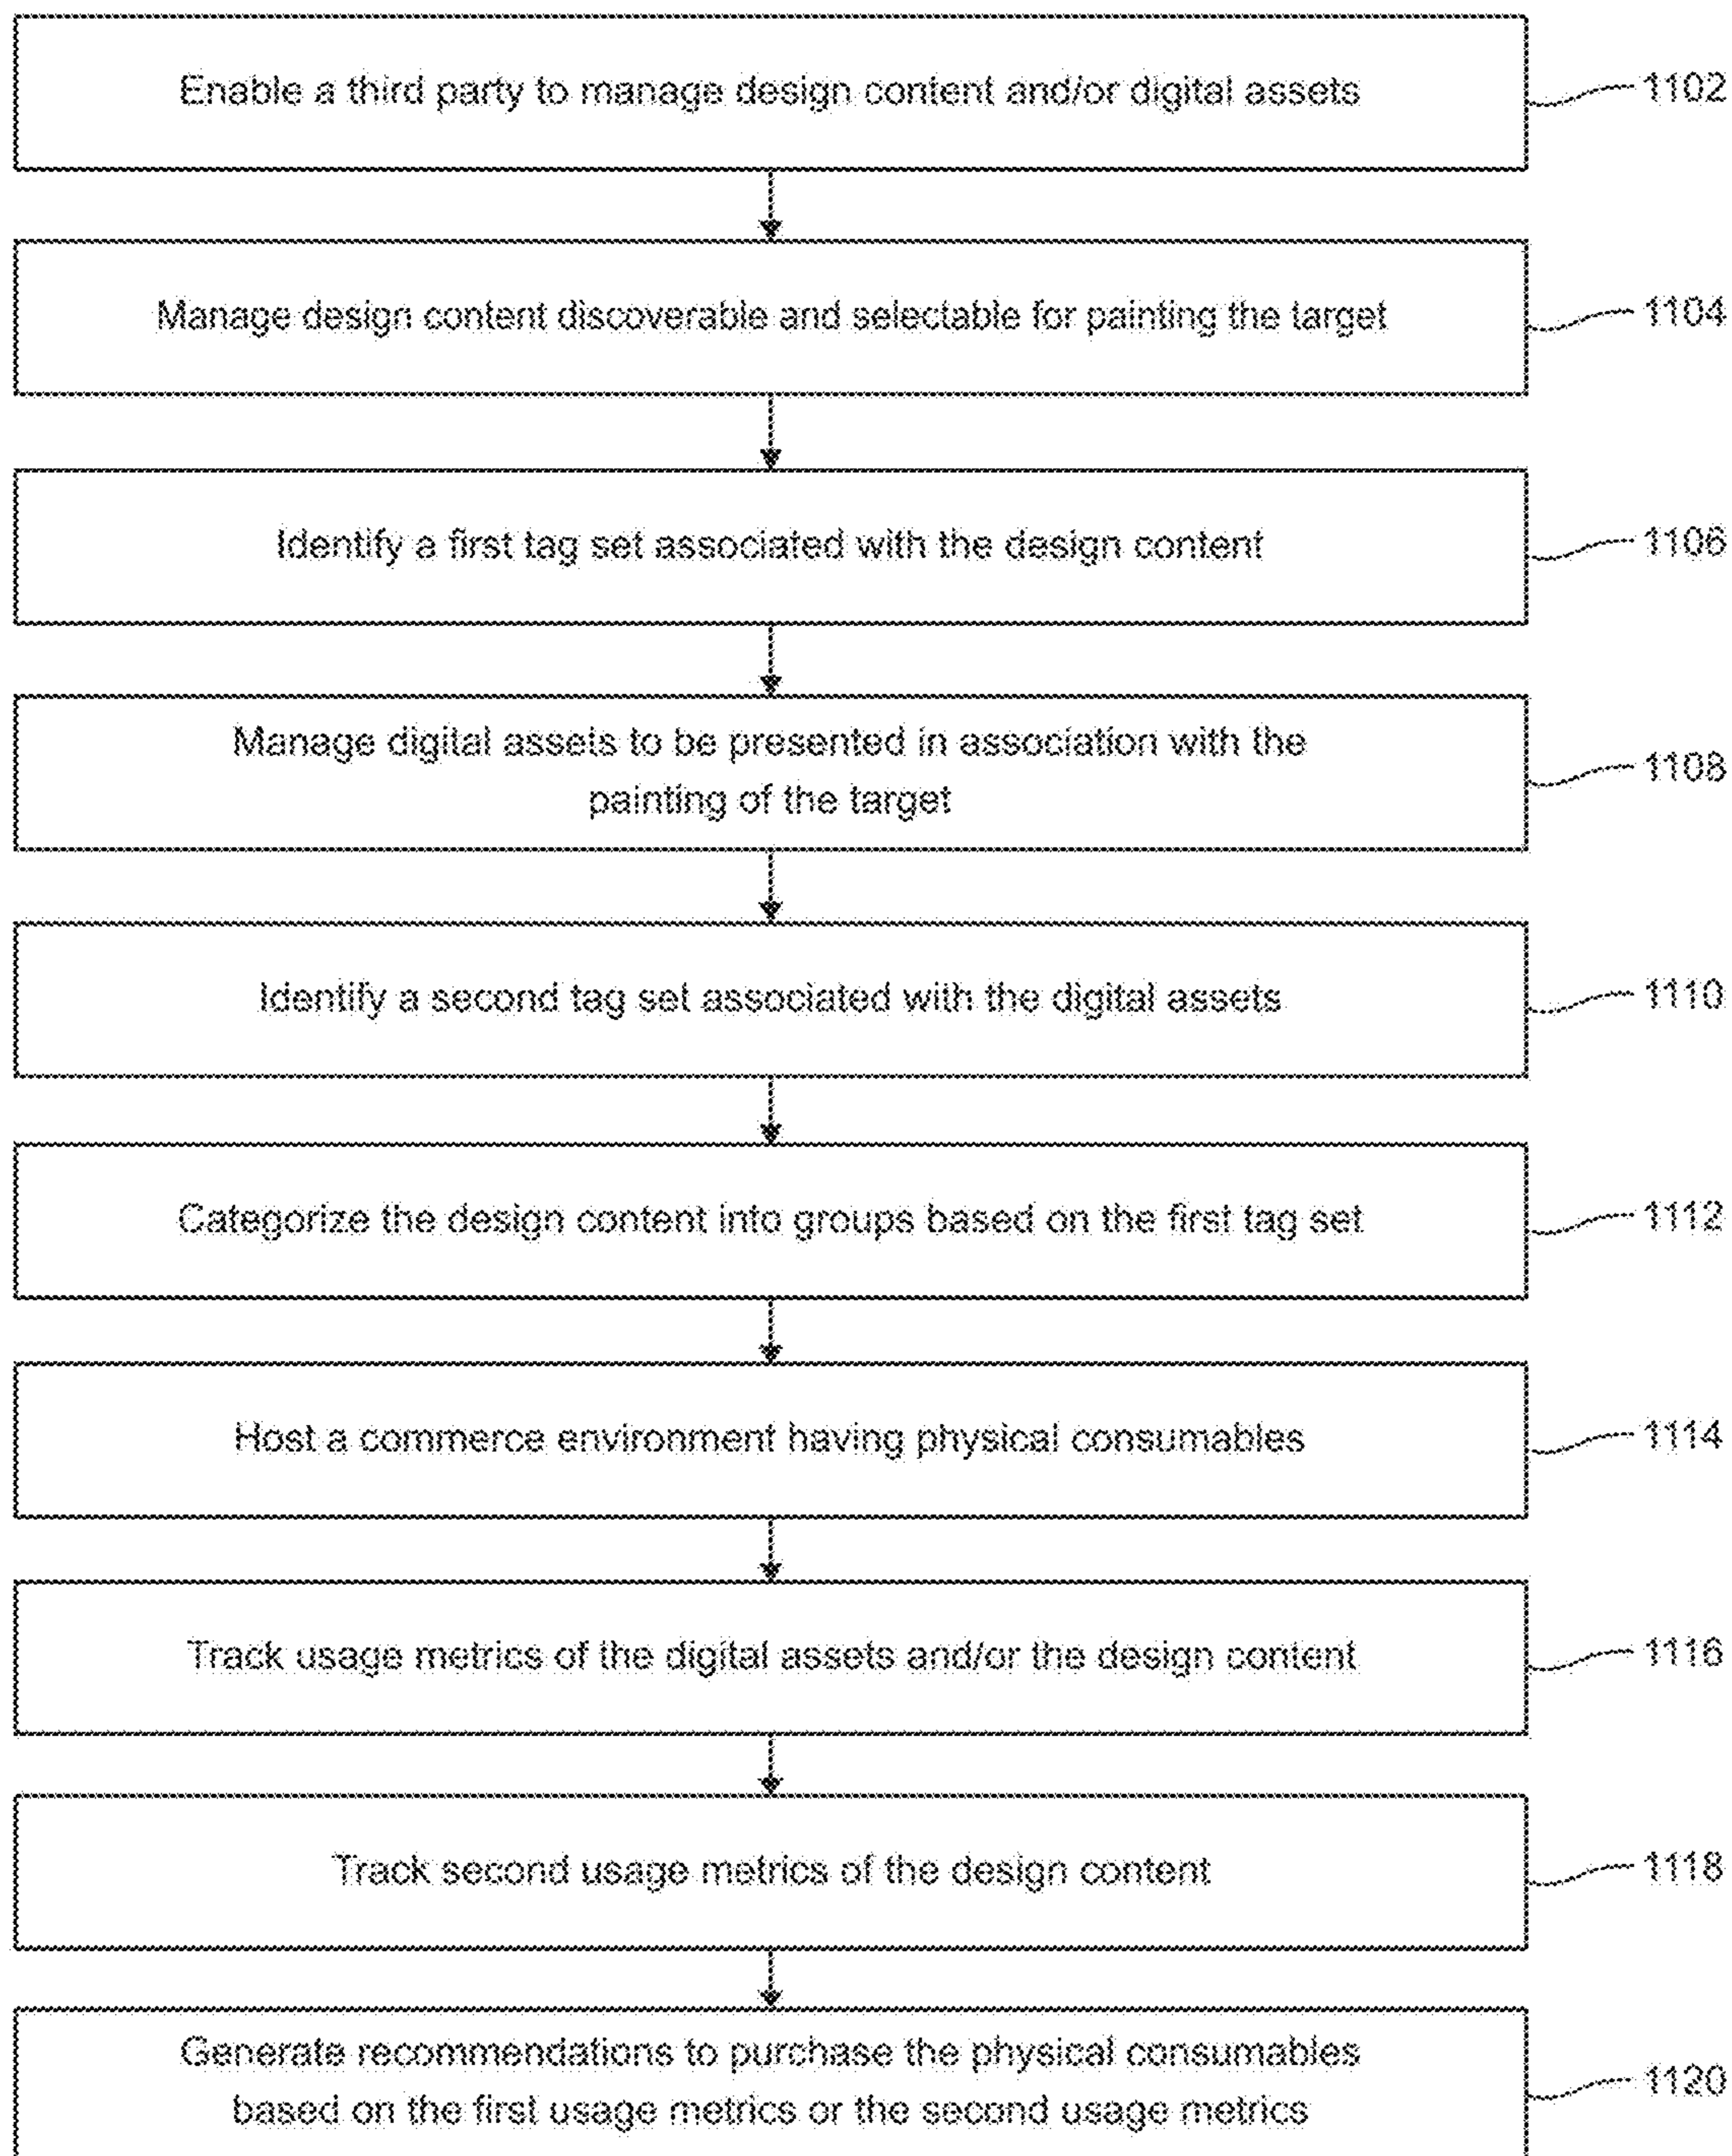 Enable a third party to manage design content and/or digital assets
1102
Manage design content discoverable and selectable for painting the target
1104
Identify a first tag set associated with the design content
1106
Manage digital assets to be presented in association with the
painting of the target
1108
Identify a second tag set associated with the digital assets
1110
Categorize the design content into groups based on the first tag set
1112
Host a commerce environment having physical consumables
1114
Track usage metrics of the digital assets and/or the design content
1116
Track second usage metrics of the design content
1118
Generate recommendations to purchase the physical consumables
based on the first usage metrics or the second usage metrics
1120